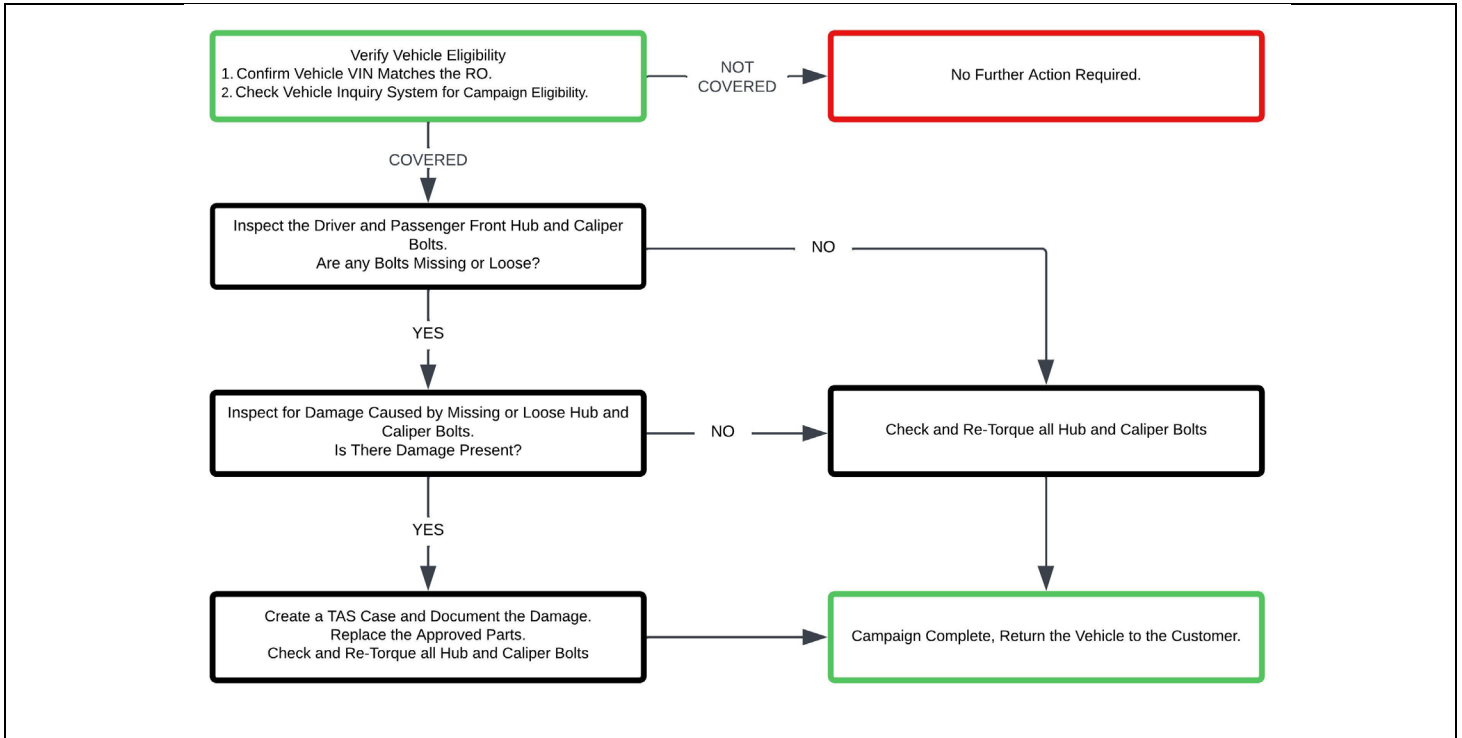 Verify Vehicle Eligibility
1. Confirm Vehicle VIN Matches the RO.
2. Check Vehicle Inquiry System for Campaign Eligibility.
NOT
COVERED
No Further Action Required.
COVERED
Inspect the Driver and Passenger Front Hub and Caliper
Bolts.
Are any Bolts Missing or Loose?
NO
YES
Inspect for Damage Caused by Missing or Loose Hub and
Caliper Bolts.
Is There Damage Present?
NO
Check and Re-Torque all Hub and Caliper Bolts
YES
Create a TAS Case and Document the Damage.
Replace the Approved Parts.
Check and Re-Torque all Hub and Caliper Bolts
Campaign Complete, Return the Vehicle to the Customer.